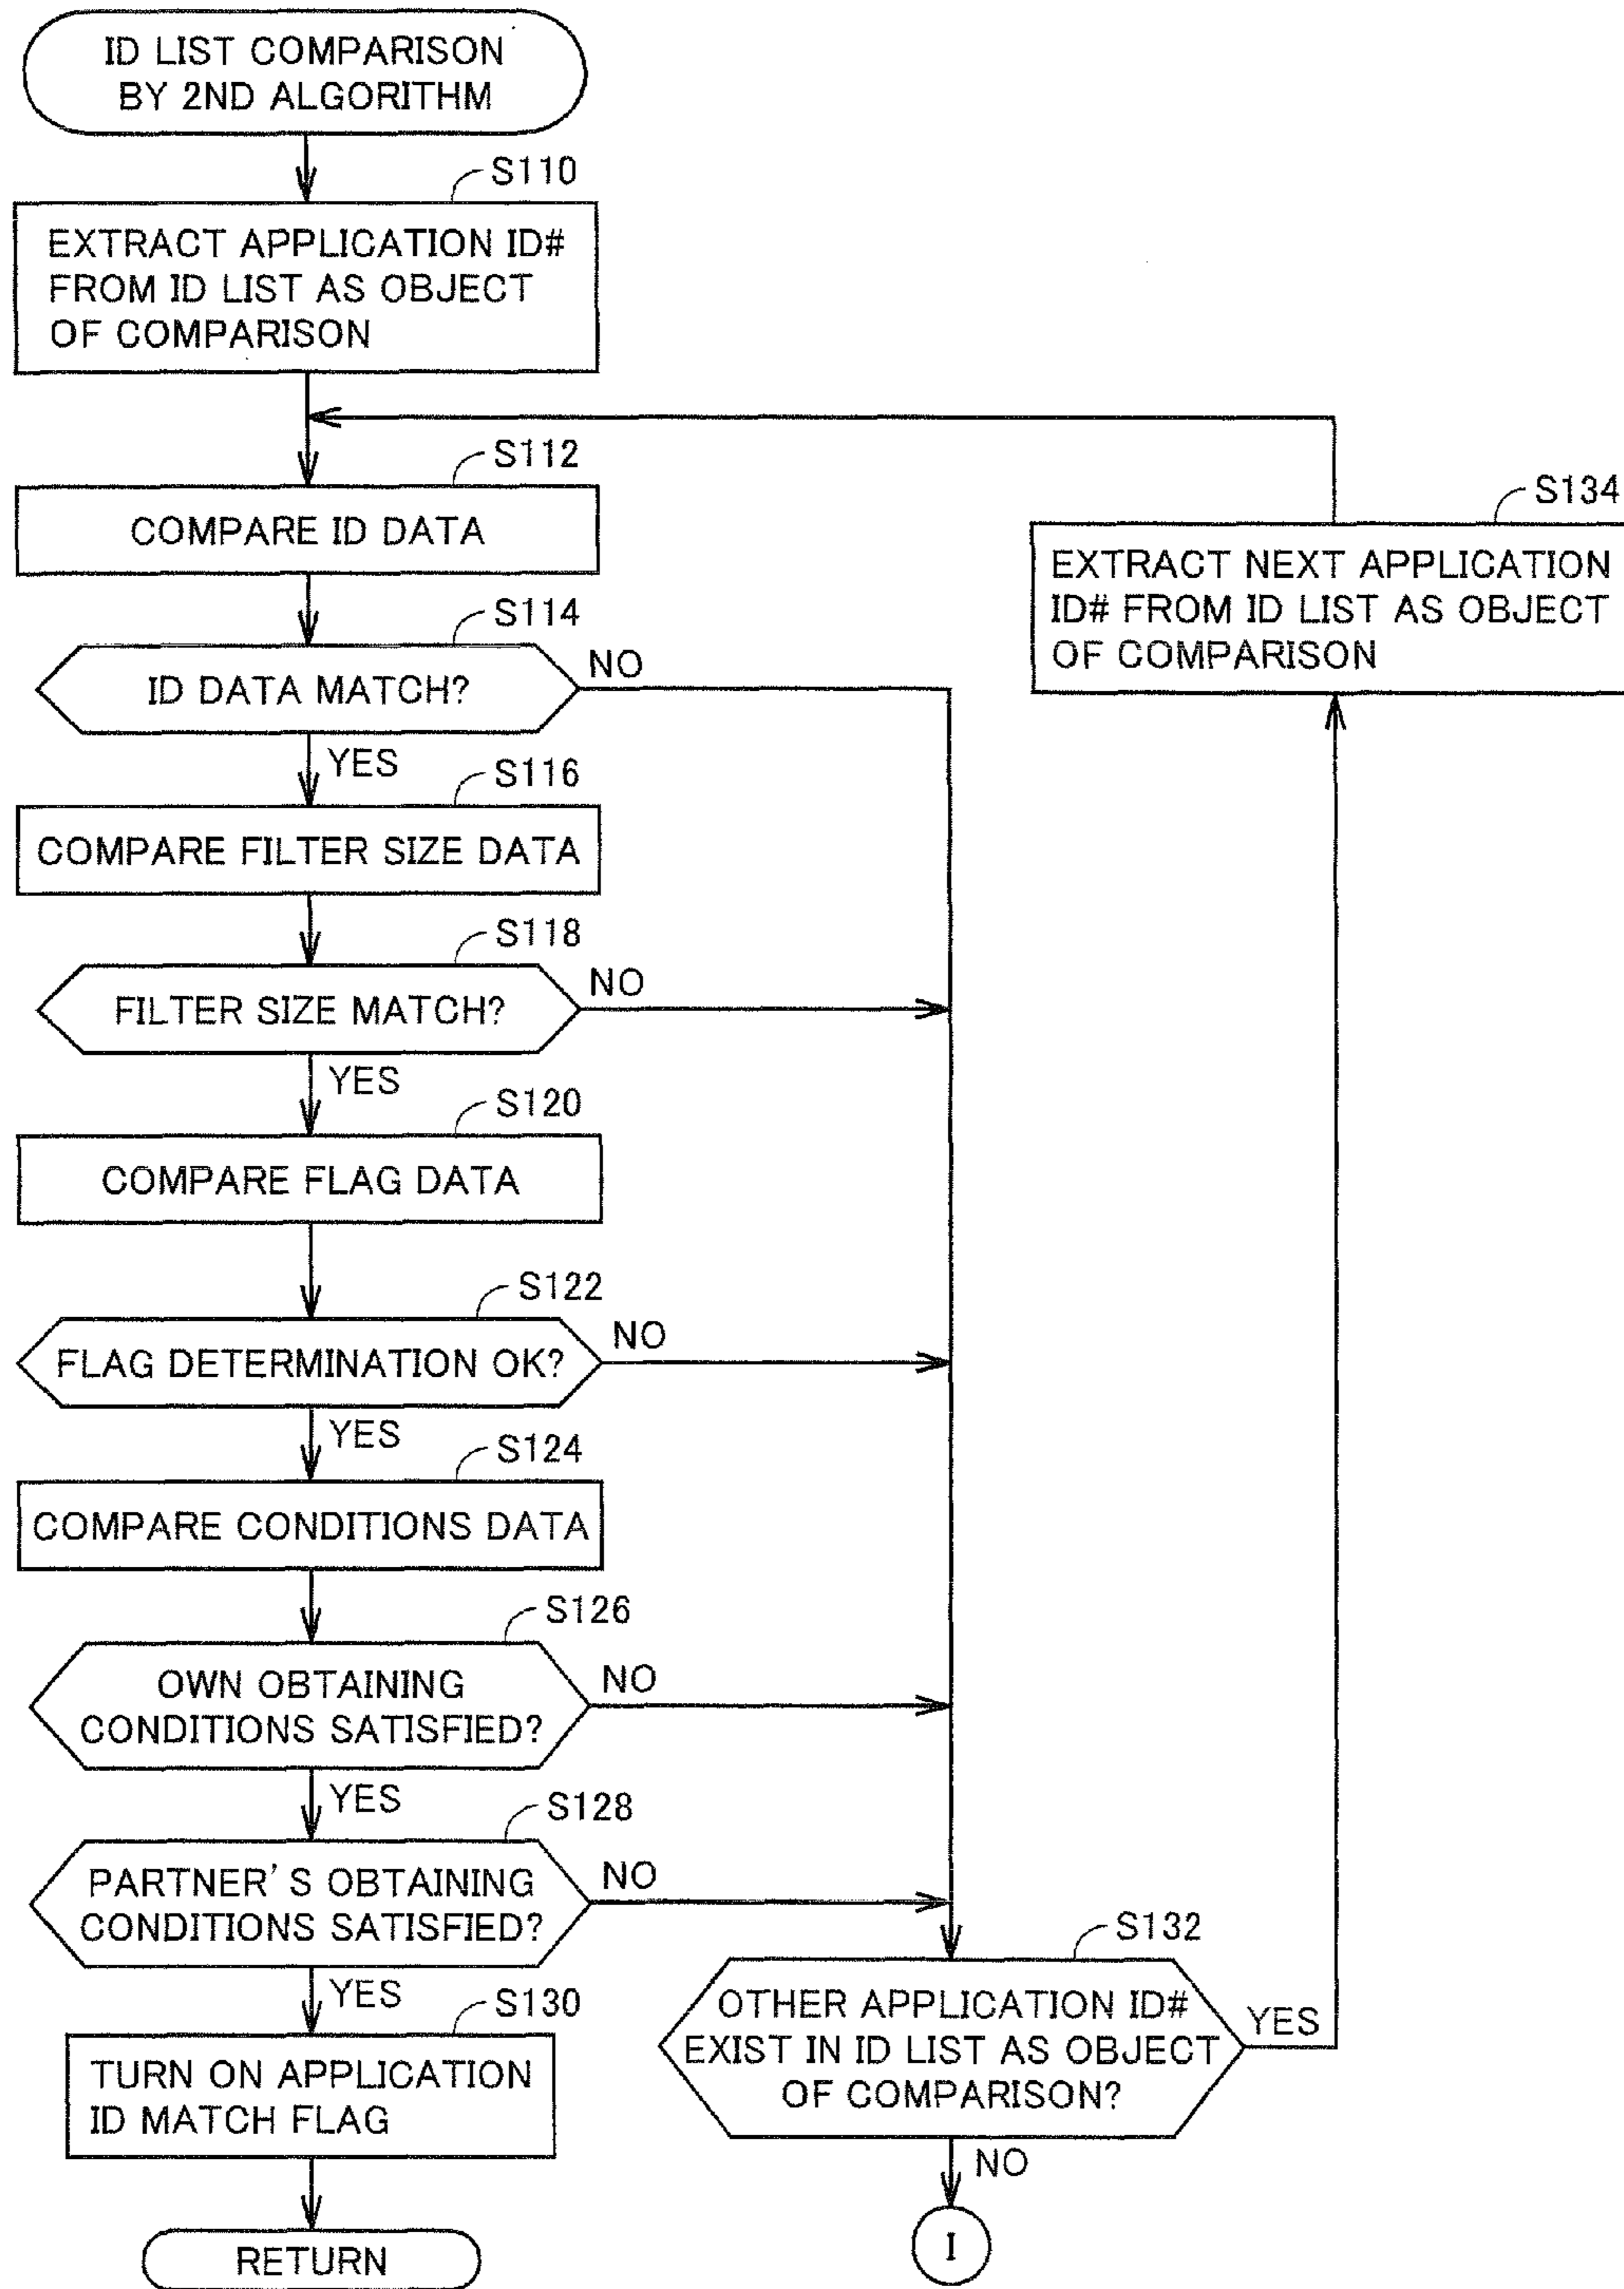 ID LIST COMPARISON
BY 2ND ALGORITHM
S110
EXTRACT APPLICATION ID#
FROM ID LIST AS OBJECT
OF COMPARISON
S112
COMPARE ID DATA
S134
EXTRACT NEXT APPLICATION
ID# FROM ID LIST AS OBJECT
OF COMPARISON
S114
ID DATA MATCH?
NO
YES
S116
COMPARE FILTER SIZE DATA
S118
FILTER SIZE MATCH?
NO
YES
S120
COMPARE FLAG DATA
S122
FLAG DETERMINATION OK?
NO
YES
S124
COMPARE CONDITIONS DATA
S126
OWN OBTAINING
CONDITIONS SATISFIED?
NO
YES
S128
PARTNER'S OBTAINING
CONDITIONS SATISFIED?
NO
YES
S130
TURN ON APPLICATION
ID MATCH FLAG
RETURN
S132
OTHER APPLICATION ID#
EXIST IN ID LIST AS OBJECT
OF COMPARISON?
YES
NO
I